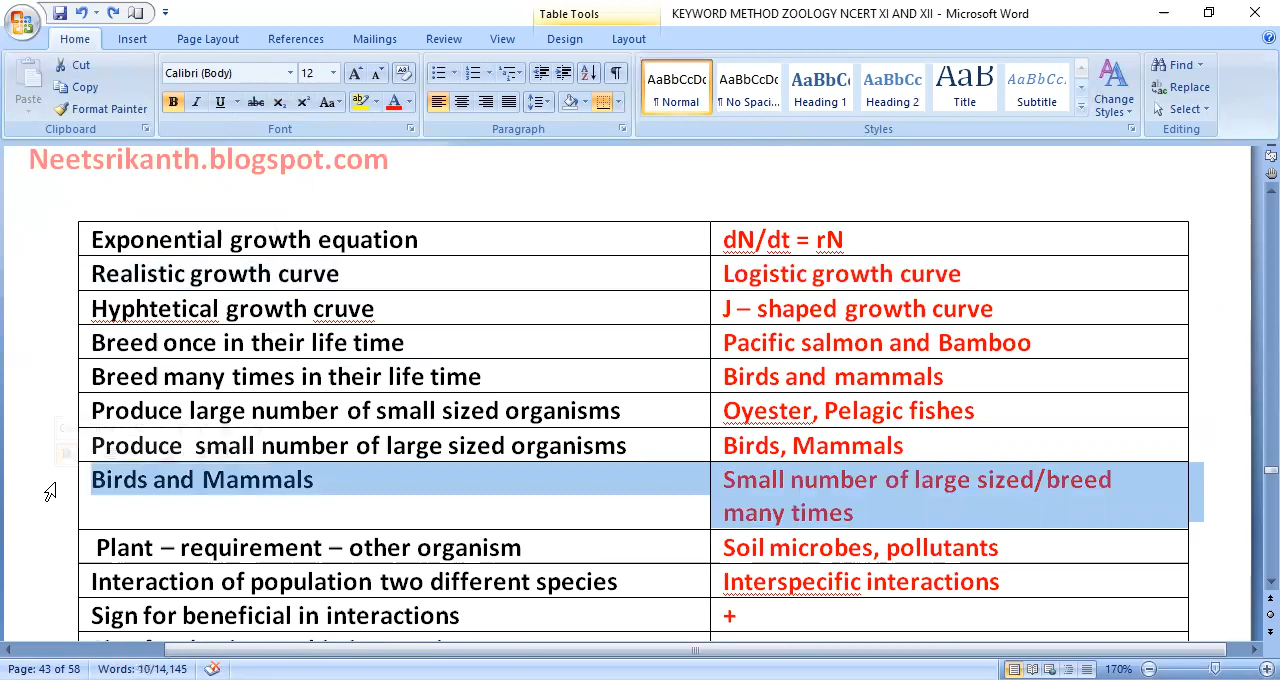 Table Tools
KEYWORD METHOD ZOOLOGY NCERT XI AND XII - Microsoft Word
Home Insert Page Layout References Mailings Review View Design Layout
Paste
Cut
Copy
Format Painter
Clipboard
Calibri (Body) 12
Font
Paragraph
AaBbCcDc AaBbCcDc AaBbCc AaBbCc AaB AaBbCc.
¶ Normal ¶ No Spaci... Heading 1 Heading 2 Title Subtitle
Change
Styles
Styles
Find
Replace
Select
Editing
Neetsrikanth.blogspot.com
Exponential growth equation dN/dt = rN
Realistic growth curve Logistic growth curve
Hyphtetical growth cruve J – shaped growth curve
Breed once in their life time Pacific salmon and Bamboo
Breed many times in their life time Birds and mammals
Produce large number of small sized organisms Oyester, Pelagic fishes
Produce small number of large sized organisms Birds, Mammals
Birds and Mammals Small number of large sized/breed
many times
Plant – requirement – other organism Soil microbes, pollutants
Interaction of population two different species Interspecific interactions
Sign for beneficial in interactions +
Page: 43 of 58 Words: 10/14,145 170%